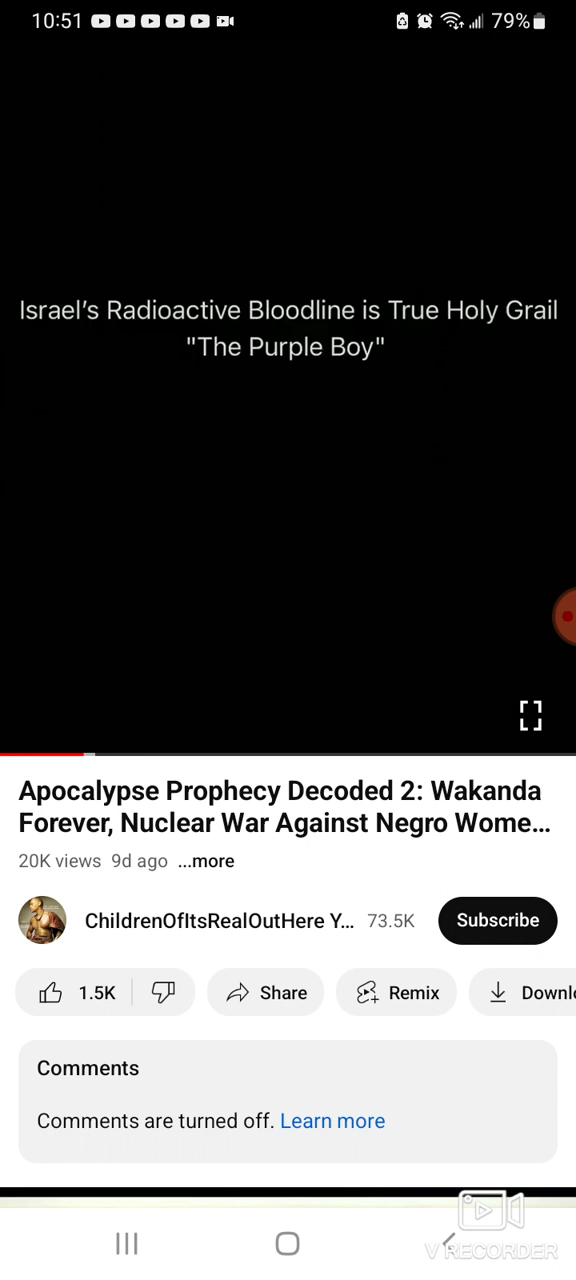 10:51
79%
Israel's Radioactive Bloodline is True Holy Grail
"The Purple Boy"
Apocalypse Prophecy Decoded 2: Wakanda
Forever, Nuclear War Against Negro Wome...
20K views 9d ago ...more
ChildrenOfItsRealOutHere Y... 73.5K Subscribe
1.5K Share Remix Downlo
Comments
Comments are turned off. Learn more
V RECORDER